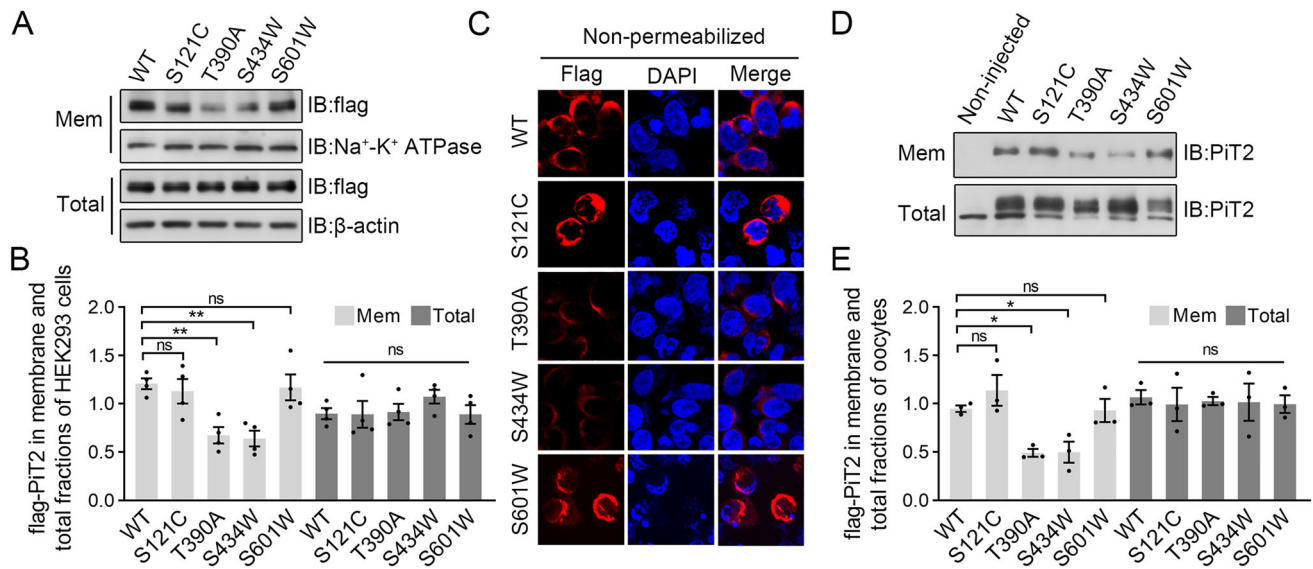 A
WT
S121C
T390A
S434W
S601W
Mem
IB:flag
IB:Na⁺-K⁺ ATPase
Total
IB:flag
IB:β-actin
B
flag-PiT2 in membrane and
total fractions of HEK293 cells
2.0
1.5
1.0
0.5
0.0
ns
**
**
ns
Mem
Total
ns
WT
S121C
T390A
S434W
S601W
WT
S121C
T390A
S434W
S601W
C
Non-permeabilized
Flag DAPI Merge
WT
S121C
T390A
S434W
S601W
D
Non-injected
WT
S121C
T390A
S434W
S601W
Mem
IB:PiT2
Total
IB:PiT2
E
flag-PiT2 in membrane and
total fractions of oocytes
2.0
1.5
1.0
0.5
0.0
ns
*
*
ns
Mem
Total
ns
WT
S121C
T390A
S434W
S601W
WT
S121C
T390A
S434W
S601W